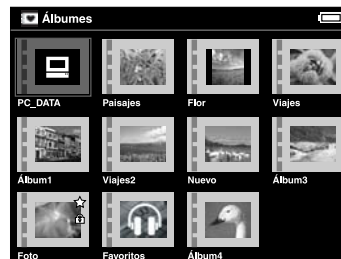 Álbumes
PC_DATA Paisajes Flor Viajes
Álbum1 Viajes2 Nuevo Álbum3
Foto Favoritos Álbum4